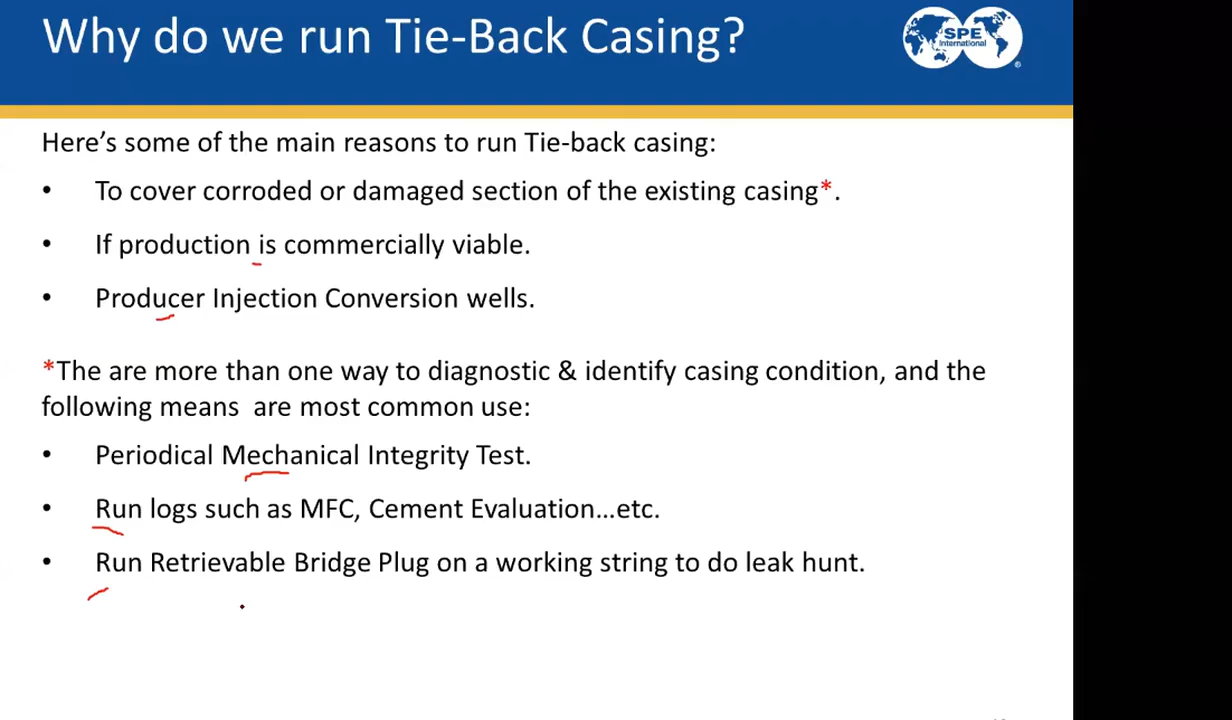 Why do we run Tie-Back Casing?
SPE
International
Here's some of the main reasons to run Tie-back casing:
• To cover corroded or damaged section of the existing casing*.
• If production is commercially viable.
• Producer Injection Conversion wells.
*The are more than one way to diagnostic & identify casing condition, and the
following means are most common use:
• Periodical Mechanical Integrity Test.
• Run logs such as MFC, Cement Evaluation...etc.
• Run Retrievable Bridge Plug on a working string to do leak hunt.